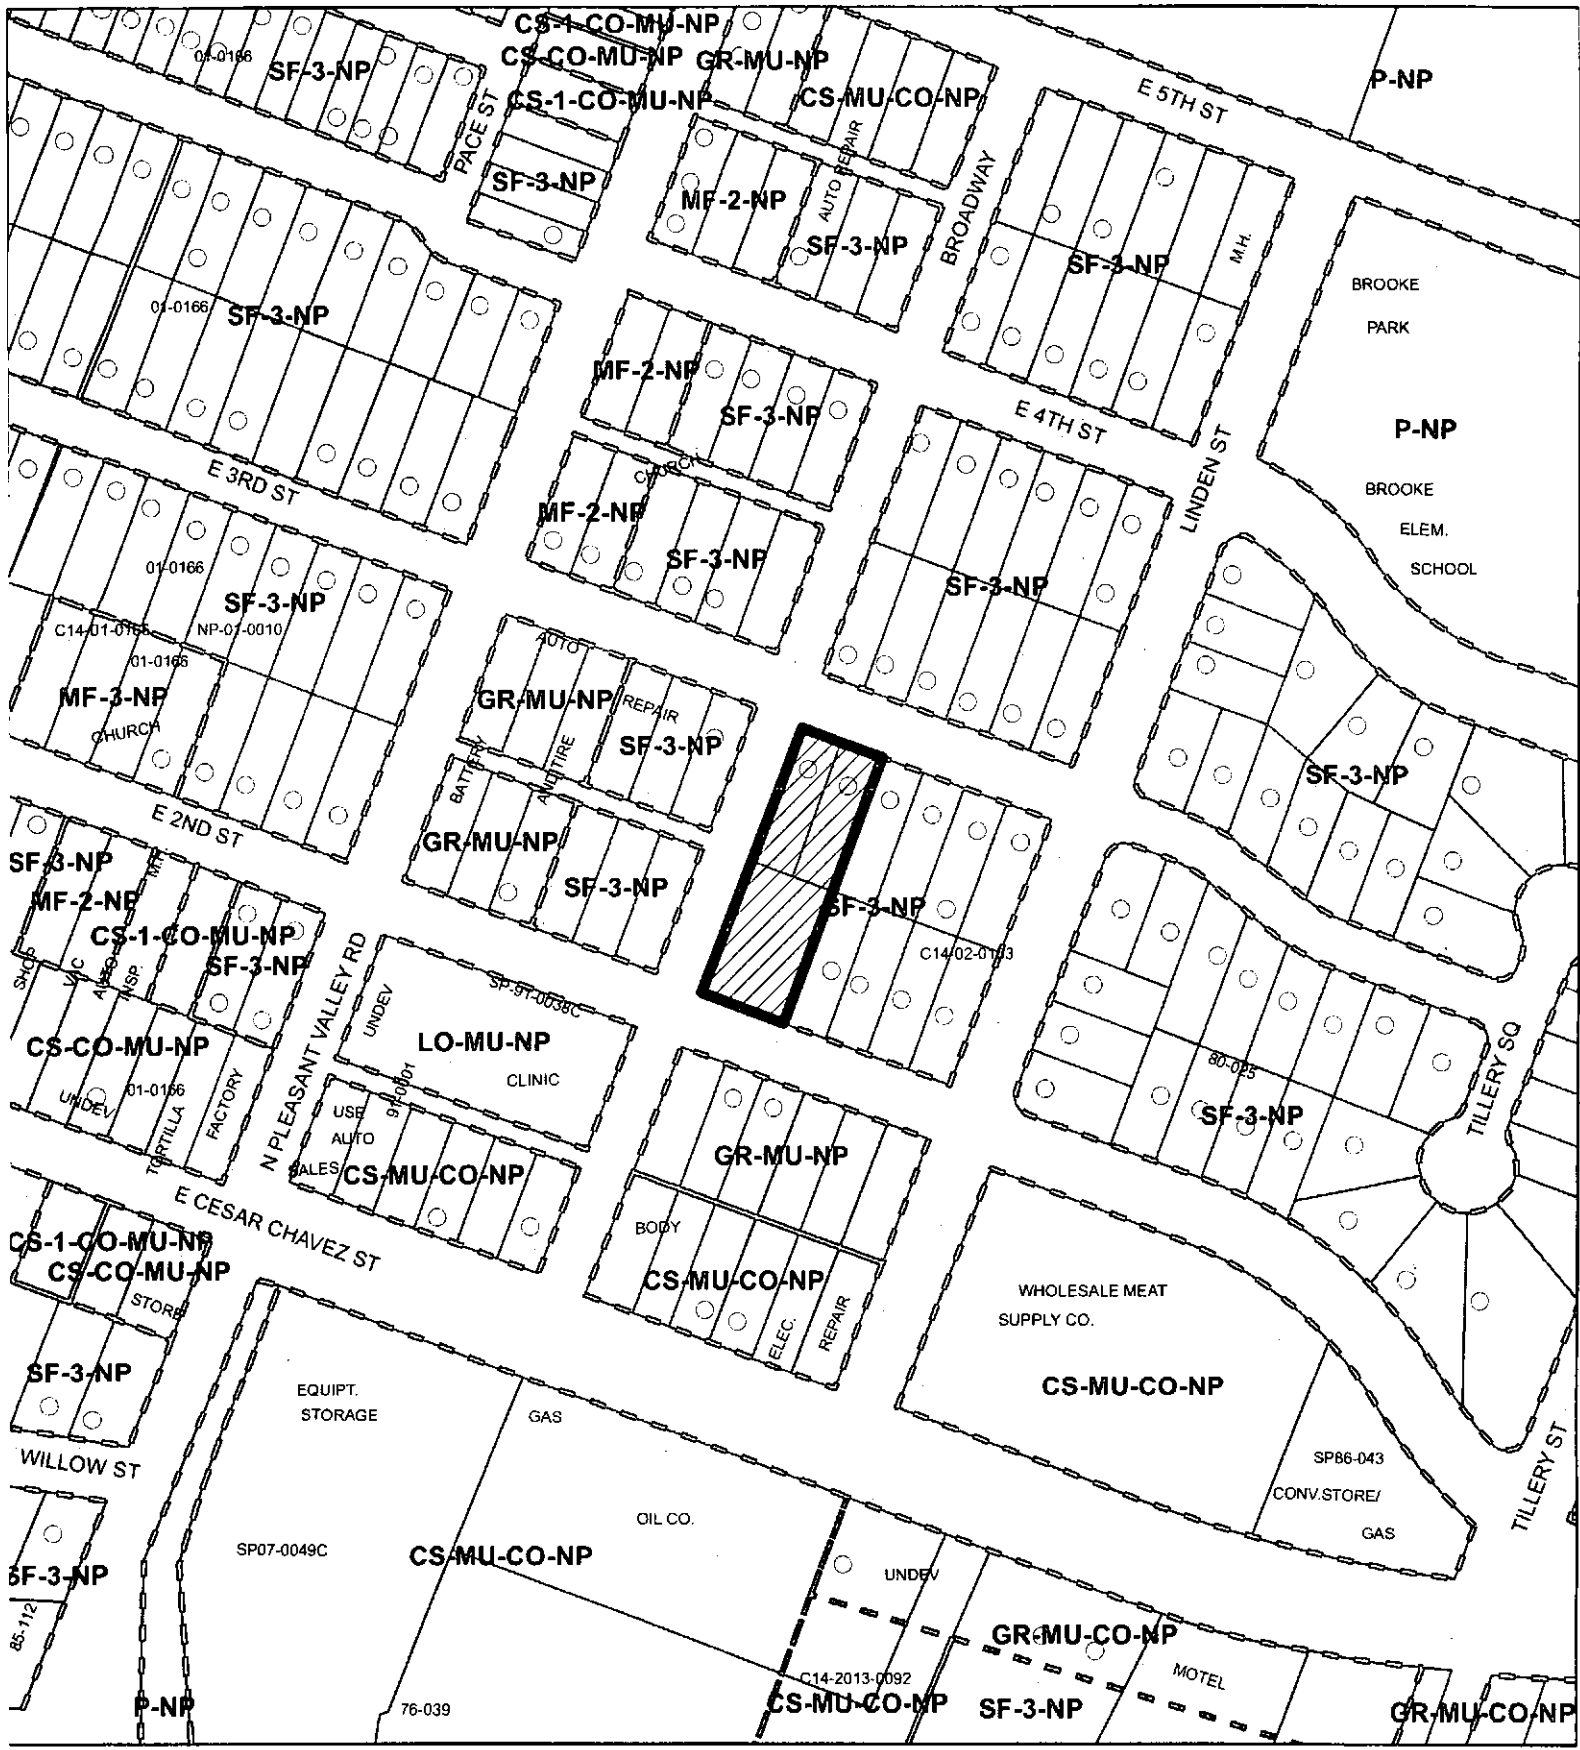 CS-1-CO-MU-NP
01-0166
SF-3-NP
CS-CO-MU-NP
GR-MU-NP
P-NP
CS-1-CO-MU-NP
CS-MU-CO-NP
E 5TH ST
PACE ST
SF-3-NP
MF-2-NP
AUTO REPAIR
SF-3-NP
BROADWAY
SF-3-NP
M.H.
BROOKE
PARK
01-0166
SF-3-NP
MF-2-NP
SF-3-NP
E 4TH ST
P-NP
LINDEN ST
BROOKE
ELEM.
SCHOOL
E 3RD ST
CHURCH
MF-2-NP
SF-3-NP
SF-3-NP
01-0166
SF-3-NP
C14-01-0166
NP-01-0010
01-0166
MF-3-NP
CHURCH
AUTO
GR-MU-NP
REPAIR
SF-3-NP
BATTERY
AND TIRE
SF-3-NP
E 2ND ST
GR-MU-NP
SF-3-NP
SF-3-NP
C14-02-0183
SF-3-NP
MF-2-NP
M.H.
CS-1-CO-MU-NP
SF-3-NP
SHOP
VAC
AUTO
INSP.
N PLEASANT VALLEY RD
UNDEV
SP-91-0038C
LO-MU-NP
CLINIC
CS-CO-MU-NP
01-0166
UNDEV
TORTILLA
FACTORY
91-0001
USE
AUTO
SALES
CS-MU-CO-NP
GR-MU-NP
80-025
SF-3-NP
TILLERY SQ
E CESAR CHAVEZ ST
CS-1-CO-MU-NP
CS-CO-MU-NP
STORE
BODY
CS-MU-CO-NP
ELEC.
REPAIR
WHOLESALE MEAT
SUPPLY CO.
CS-MU-CO-NP
SF-3-NP
EQUIPT.
STORAGE
GAS
WILLOW ST
SP86-043
CONV.STORE/
GAS
TILLERY ST
OIL CO.
SP07-0049C
CS-MU-CO-NP
SF-3-NP
85-112
UNDEV
GR-MU-CO-NP
MOTEL
C14-2013-0092
CS-MU-CO-NP
SF-3-NP
GR-MU-CO-NP
P-NP
76-039